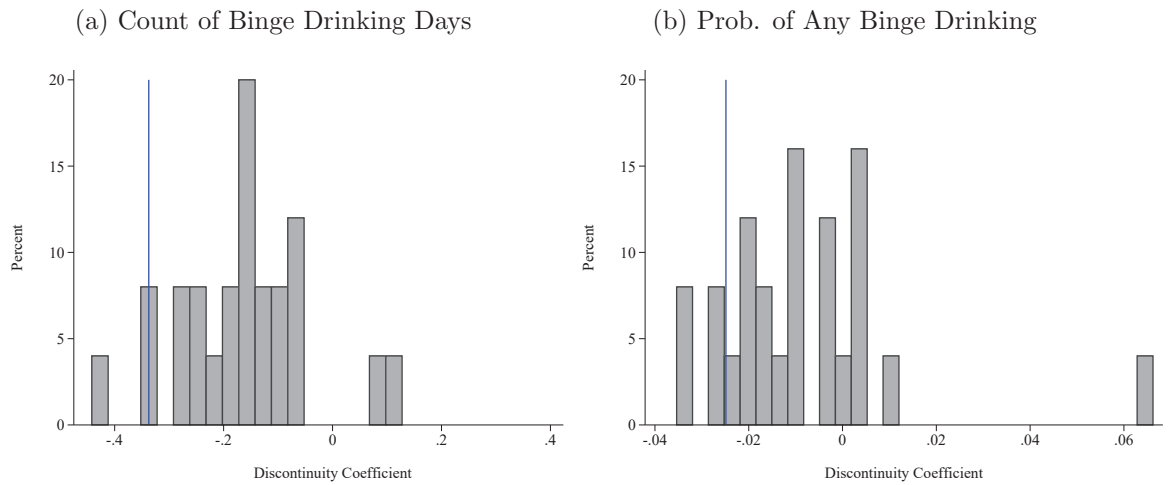 (a) Count of Binge Drinking Days
20
15
10
5
0
Percent
-.4 -.2 0 .2 .4
Discontinuity Coefficient
(b) Prob. of Any Binge Drinking
20
15
10
5
0
Percent
-.04 -.02 0 .02 .04 .06
Discontinuity Coefficient